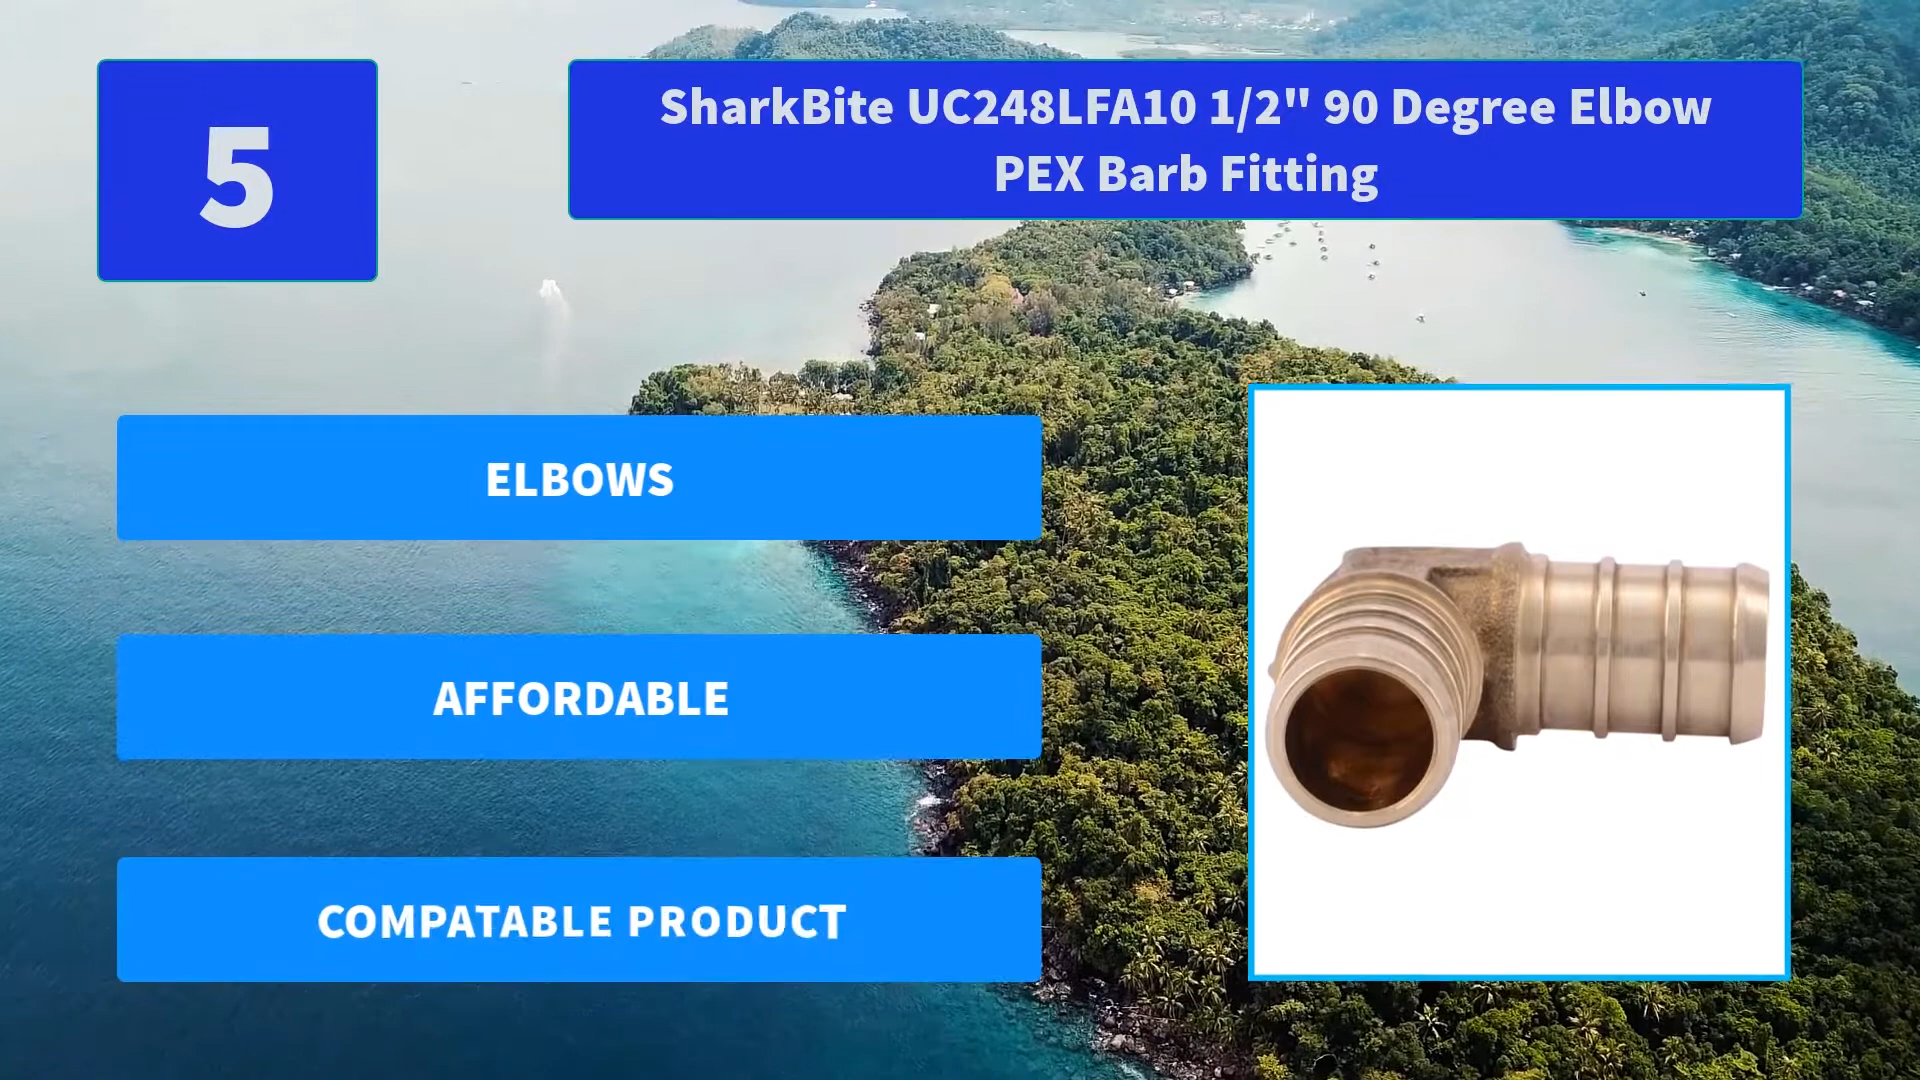 5
SharkBite UC248LFA10 1/2" 90 Degree Elbow
PEX Barb Fitting
ELBOWS
AFFORDABLE
COMPATABLE PRODUCT